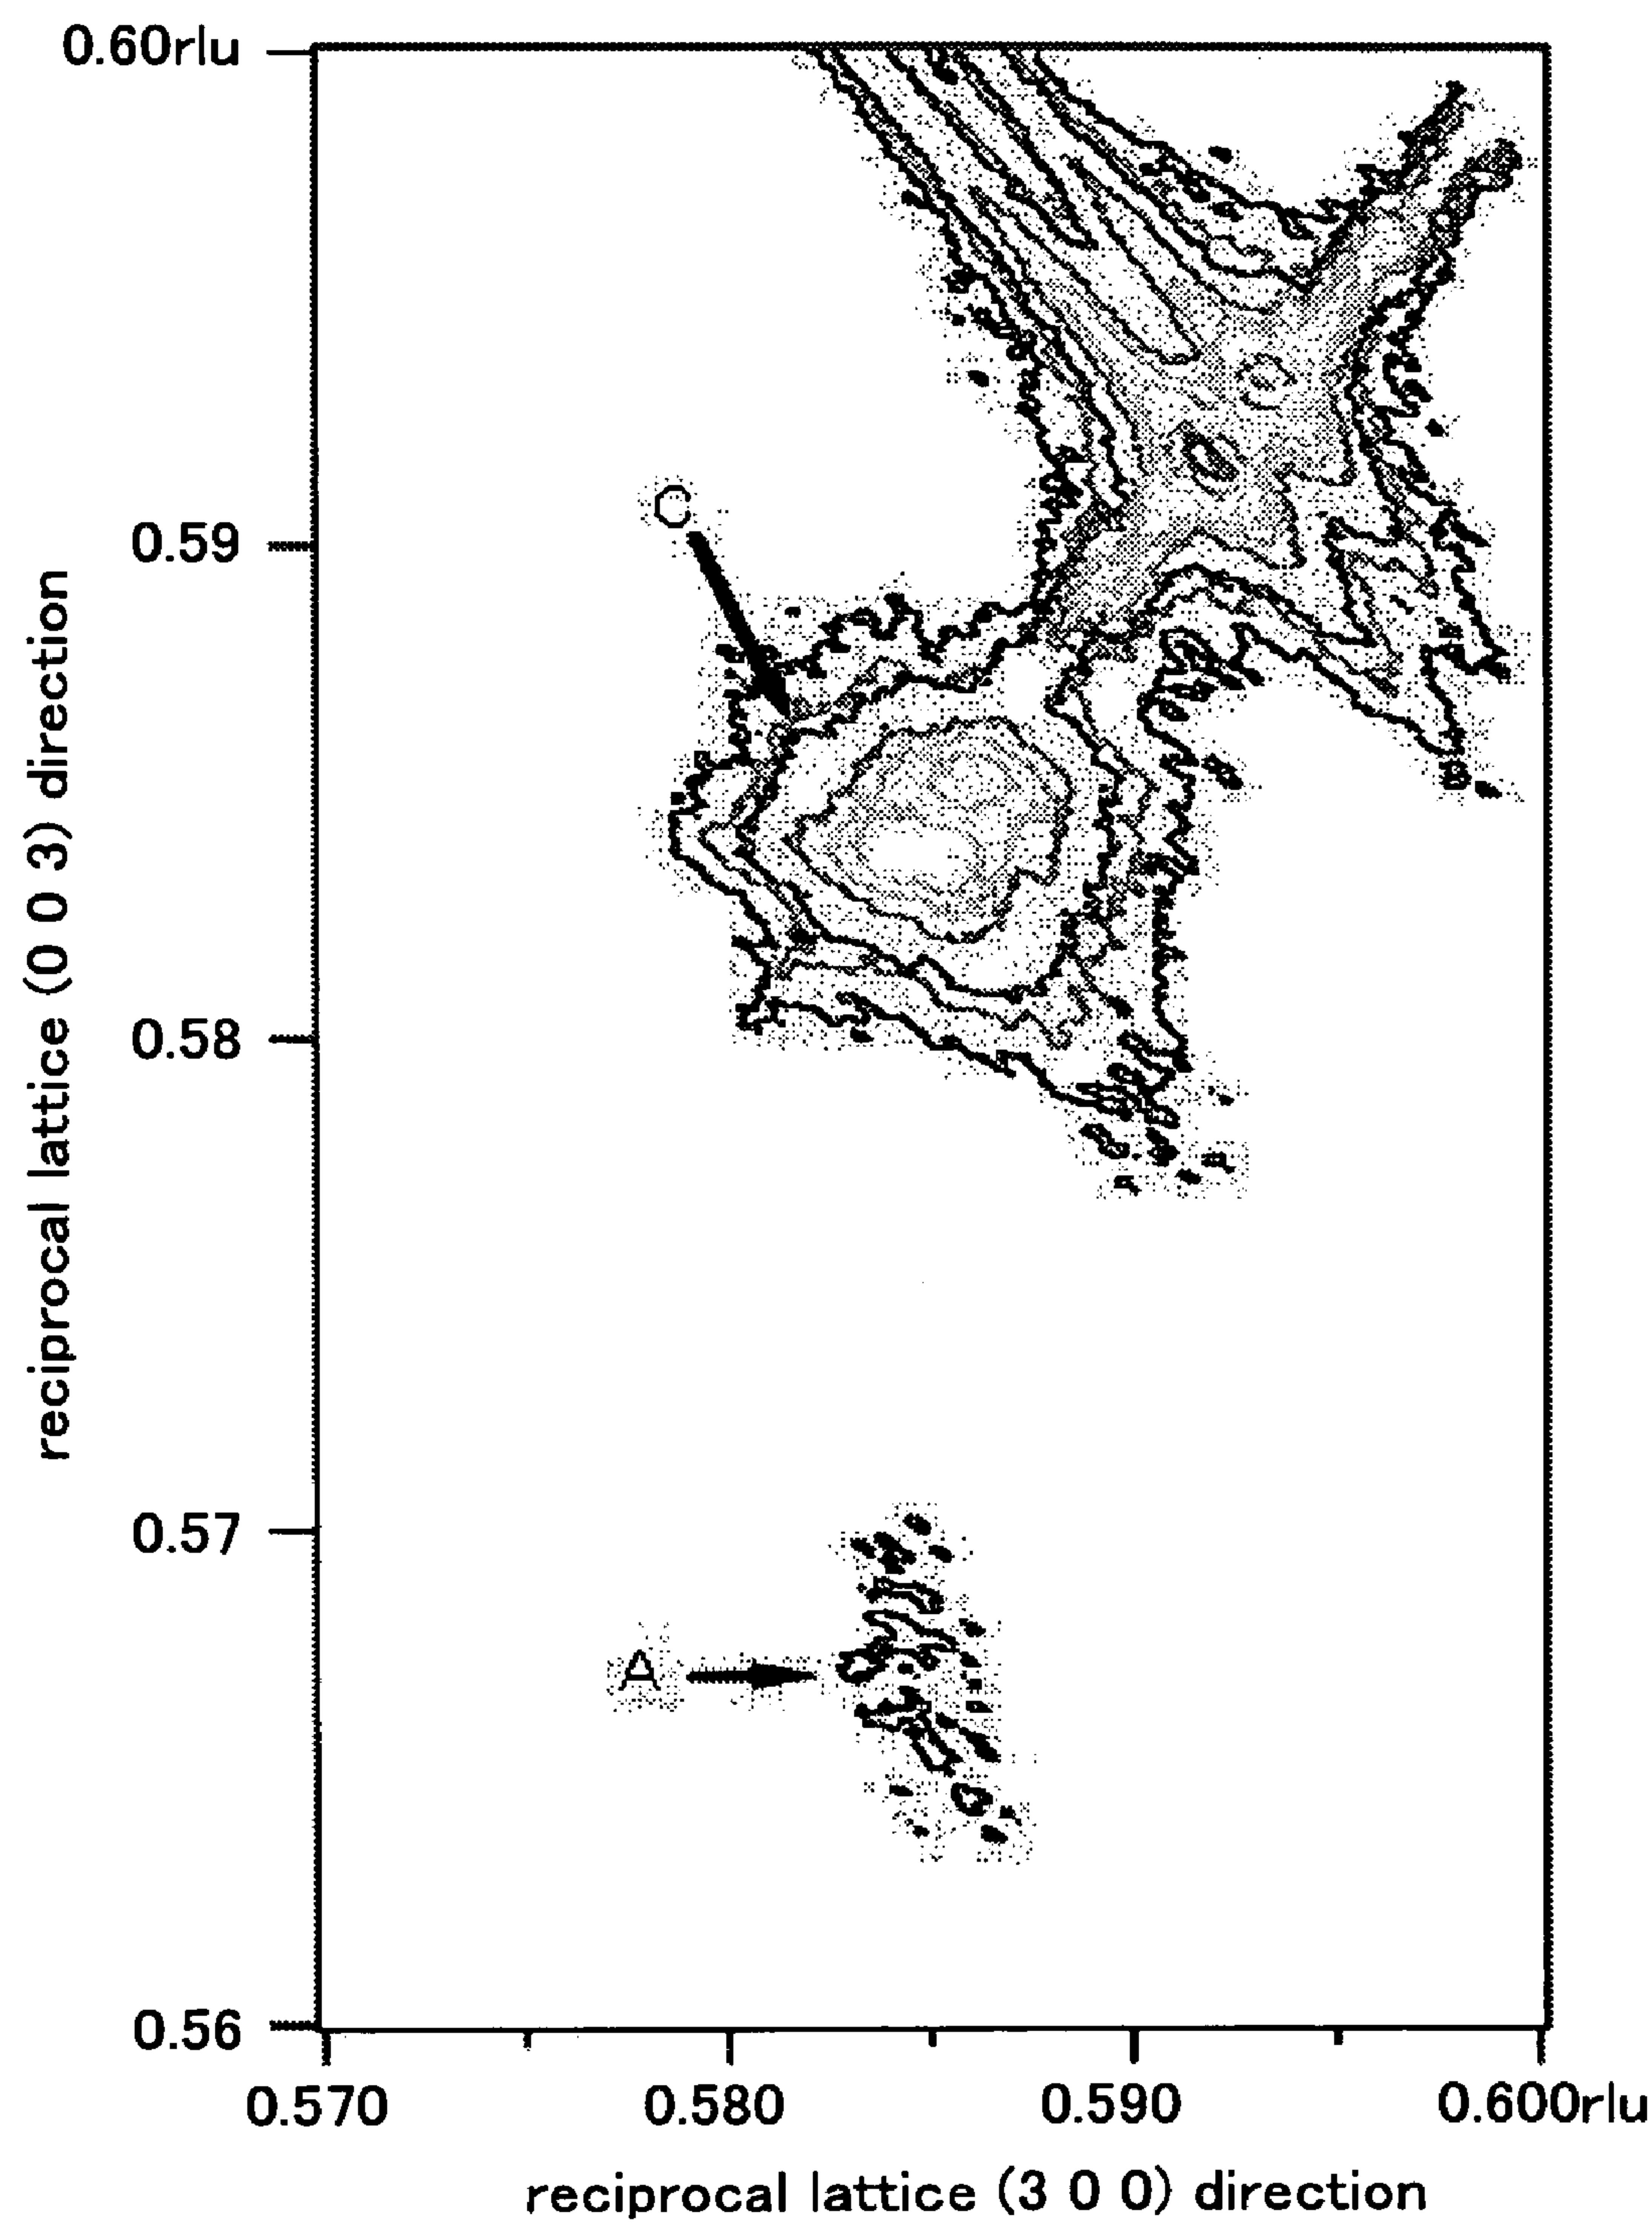 0.60rlu
C
0.59
reciprocal lattice (0 0 3) direction
0.58
0.57
A
0.56
0.570 0.580 0.590 0.600rlu
reciprocal lattice (3 0 0) direction